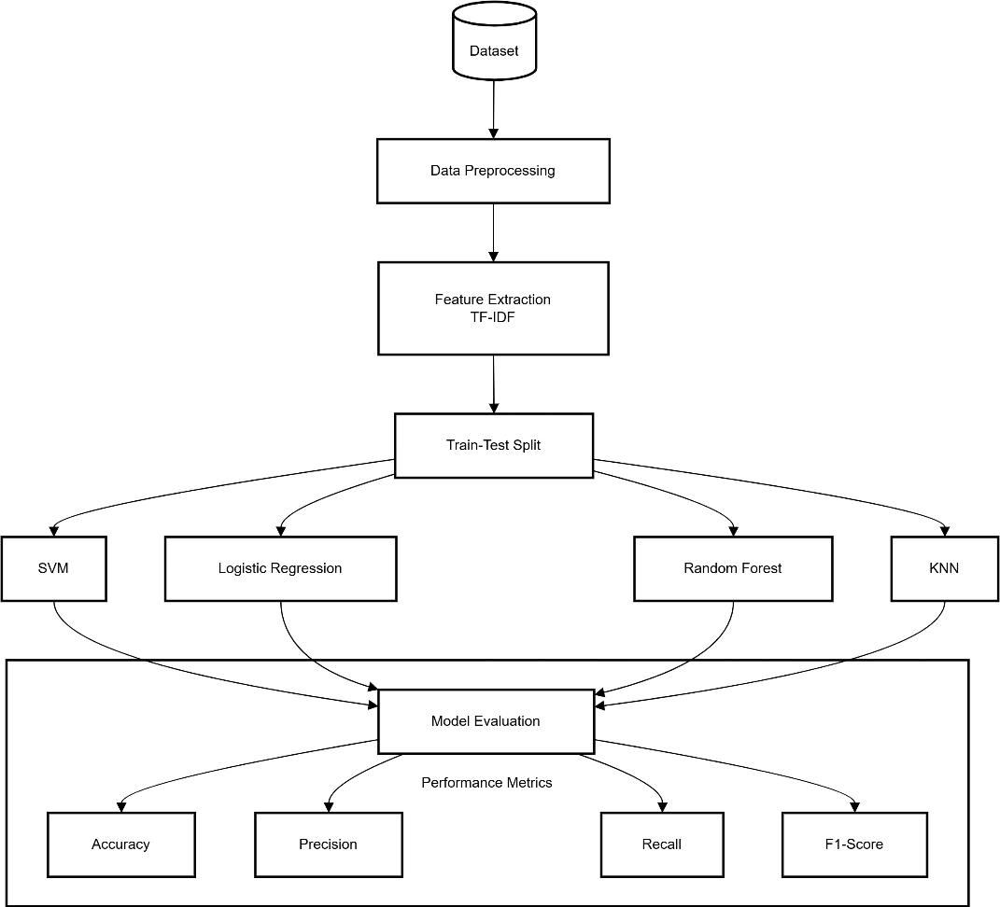 Dataset
Data Preprocessing
Feature Extraction
TF-IDF
Train-Test Split
SVM
Logistic Regression
Random Forest
KNN
Model Evaluation
Performance Metrics
Accuracy
Precision
Recall
F1-Score